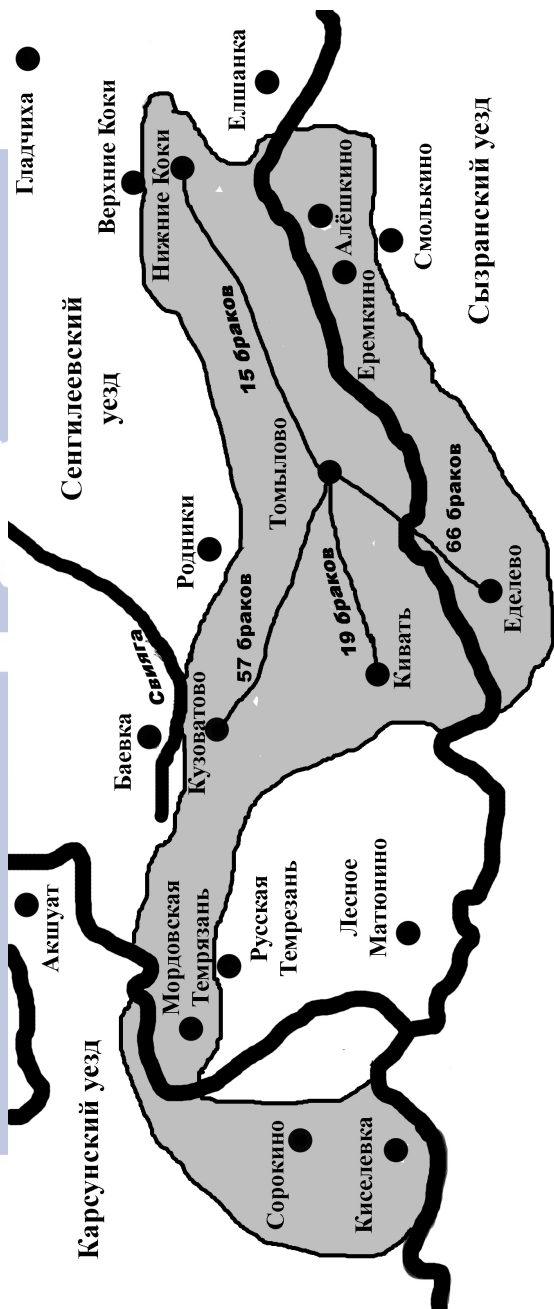 Гладчиха
Акшуат
Сенгилеевский
уезд
Карсунский уезд
Верхние Коки
Баевка
Свияга
Нижние Коки
Мордовская
Темрязань
Родники
Кузоватово
Елшанка
15 браков
57 браков
Русская
Темрезань
Сорокино
Томылово
Алёшкино
19 браков
Лесное
Матюнино
Киселевка
Еремкино
Кивать
Смолькино
66 браков
Сызранский уезд
Еделево